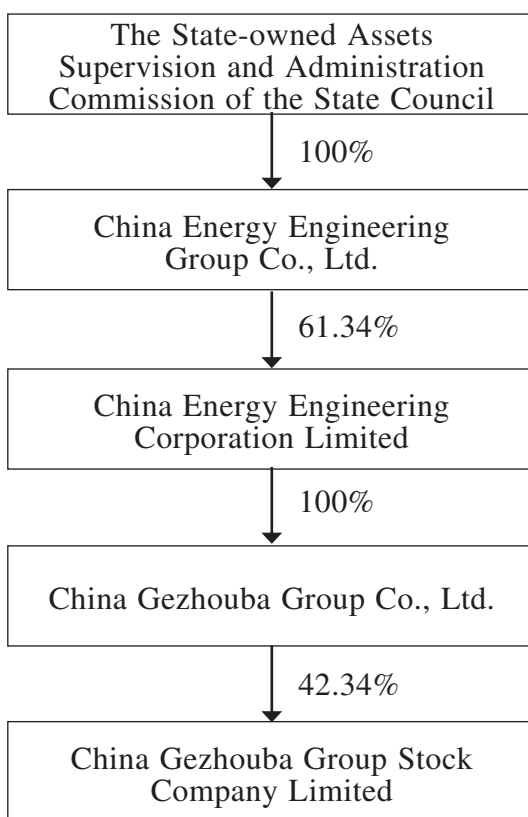 The State-owned Assets
Supervision and Administration
Commission of the State Council
100%
China Energy Engineering
Group Co., Ltd.
61.34%
China Energy Engineering
Corporation Limited
100%
China Gezhouba Group Co., Ltd.
42.34%
China Gezhouba Group Stock
Company Limited